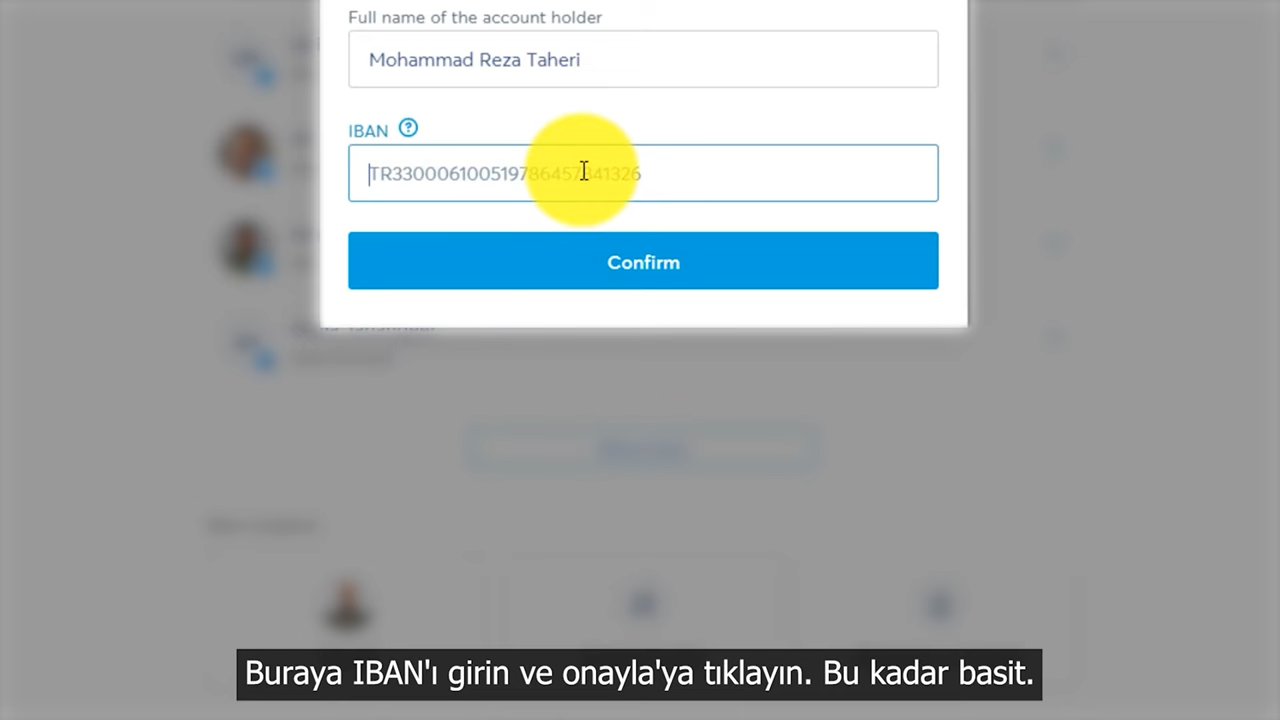 Full name of the account holder
Mohammad Reza Taheri
IBAN ?
TR330006100519786457841326
Confirm
Buraya IBAN'ı girin ve onayla'ya tıklayın. Bu kadar basit.